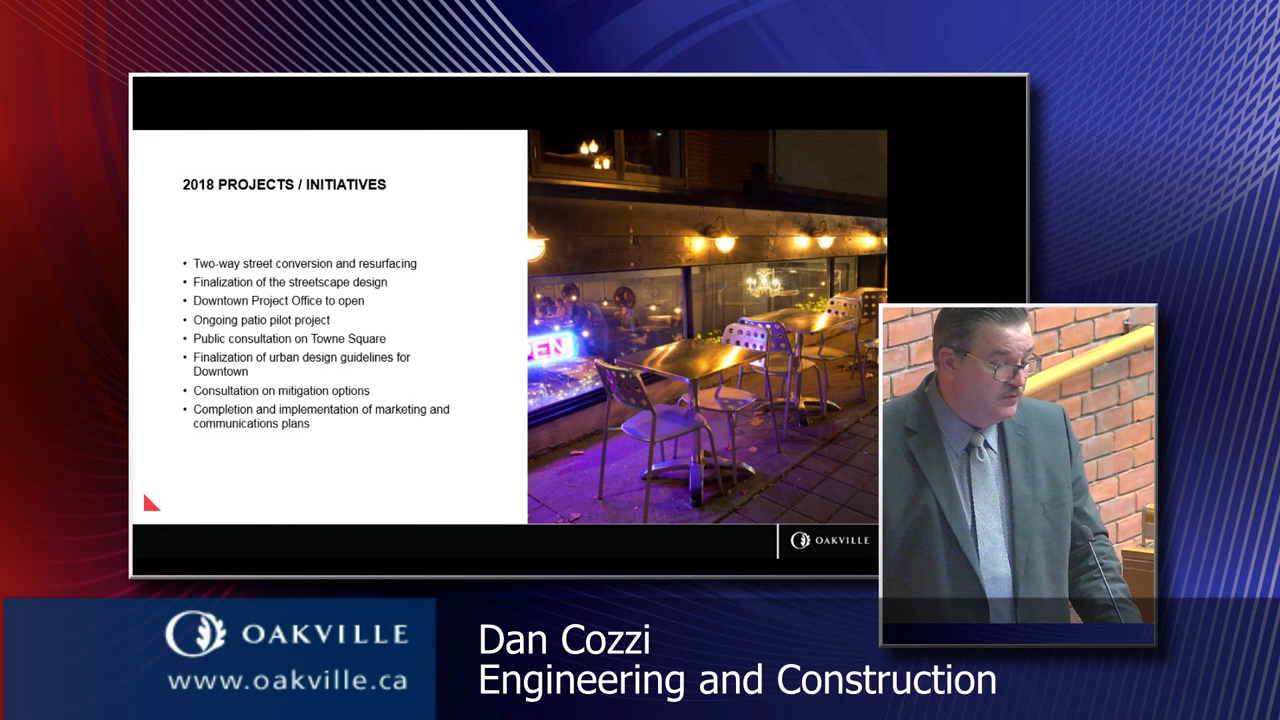 2018 PROJECTS / INITIATIVES
• Two-way street conversion and resurfacing
• Finalization of the streetscape design
• Downtown Project Office to open
• Ongoing patio pilot project
• Public consultation on Towne Square
• Finalization of urban design guidelines for
Downtown
• Consultation on mitigation options
• Completion and implementation of marketing and
communications plans
PEN
OAKVILLE
OAKVILLE
www.oakville.ca
Dan Cozzi
Engineering and Construction